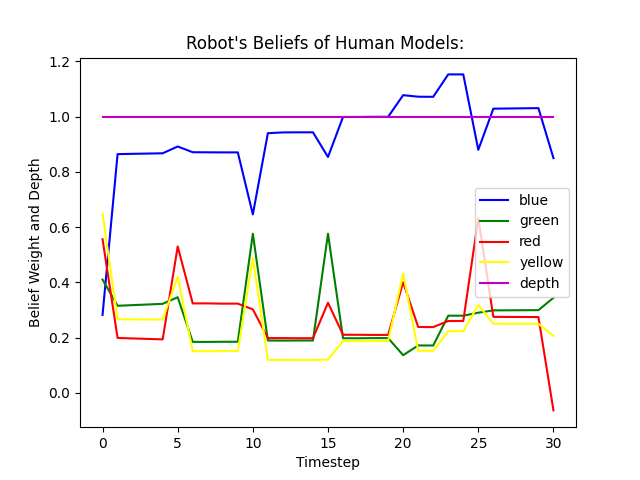 Robot's Beliefs of Human Models:
1.2
1.0
0.8
0.6
0.4
0.2
0.0
Belief Weight and Depth
blue
green
red
yellow
depth
0 5 10 15 20 25 30
Timestep